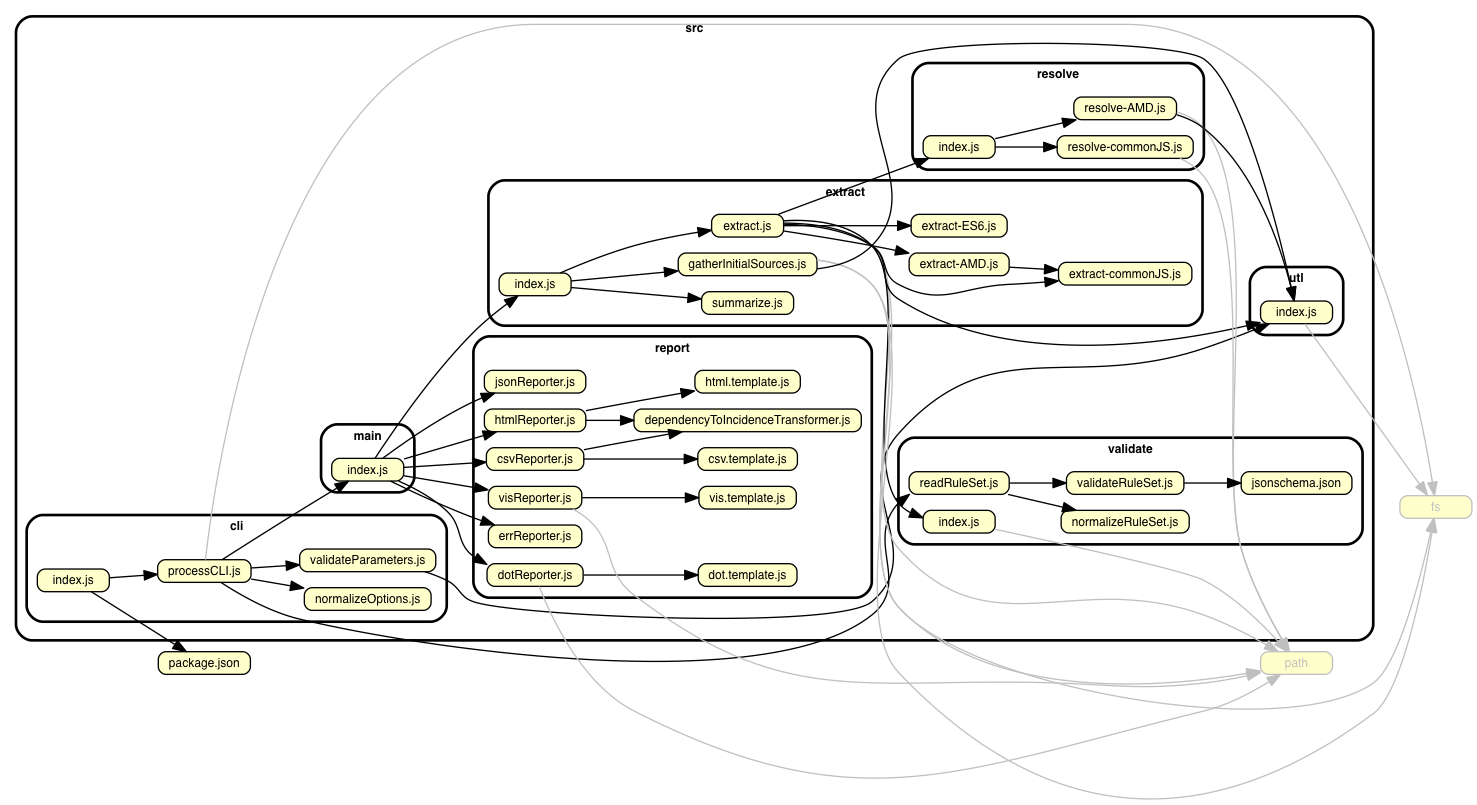 src
resolve
resolve-AMD.js
index.js
resolve-commonJS.js
extract
extract.js
extract-ES6.js
gatherInitialSources.js
extract-AMD.js
extract-commonJS.js
index.js
summarize.js
utl
index.js
report
jsonReporter.js
html.template.js
htmlReporter.js
dependencyToIncidenceTransformer.js
csvReporter.js
csv.template.js
visReporter.js
vis.template.js
errReporter.js
dotReporter.js
dot.template.js
main
index.js
validate
readRuleSet.js
validateRuleSet.js
jsonschema.json
index.js
normalizeRuleSet.js
fs
cli
validateParameters.js
processCLI.js
index.js
normalizeOptions.js
package.json
path